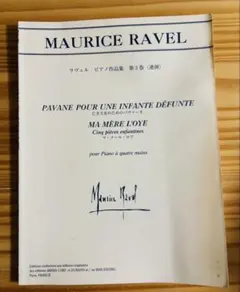 MAURICE RAVEL
ラヴェル ピアノ作品集 第3巻〈連弾〉
PAVANE POUR UNE INFANTE DÉFUNTE
亡き王女のためのパヴァーヌ
MA MÈRE L'OYE
Cinq pièces enfantines
マ・メール・ロワ
pour Piano à quatre mains
Maurice Ravel